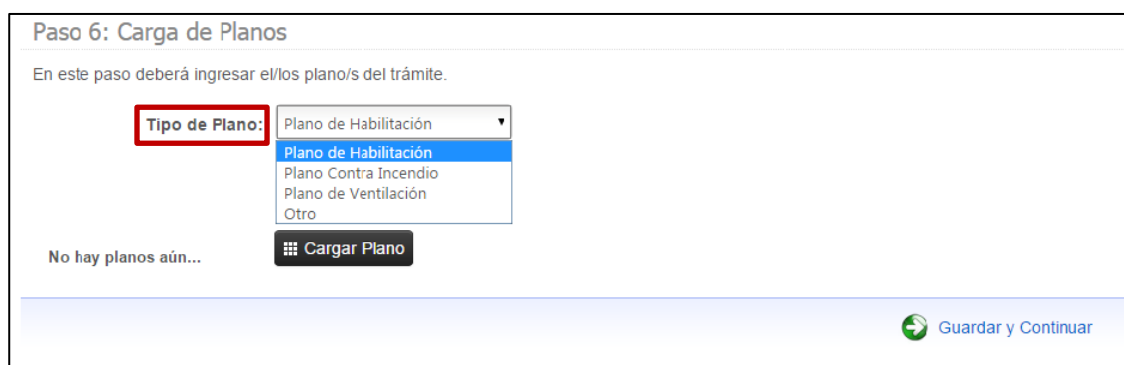 Paso 6: Carga de Planos
En este paso deberá ingresar el/los plano/s del trámite.
Tipo de Plano: Plano de Habilitación
Plano de Habilitación
Plano Contra Incendio
Plano de Ventilación
Otro
No hay planos aún... Cargar Plano
Guardar y Continuar